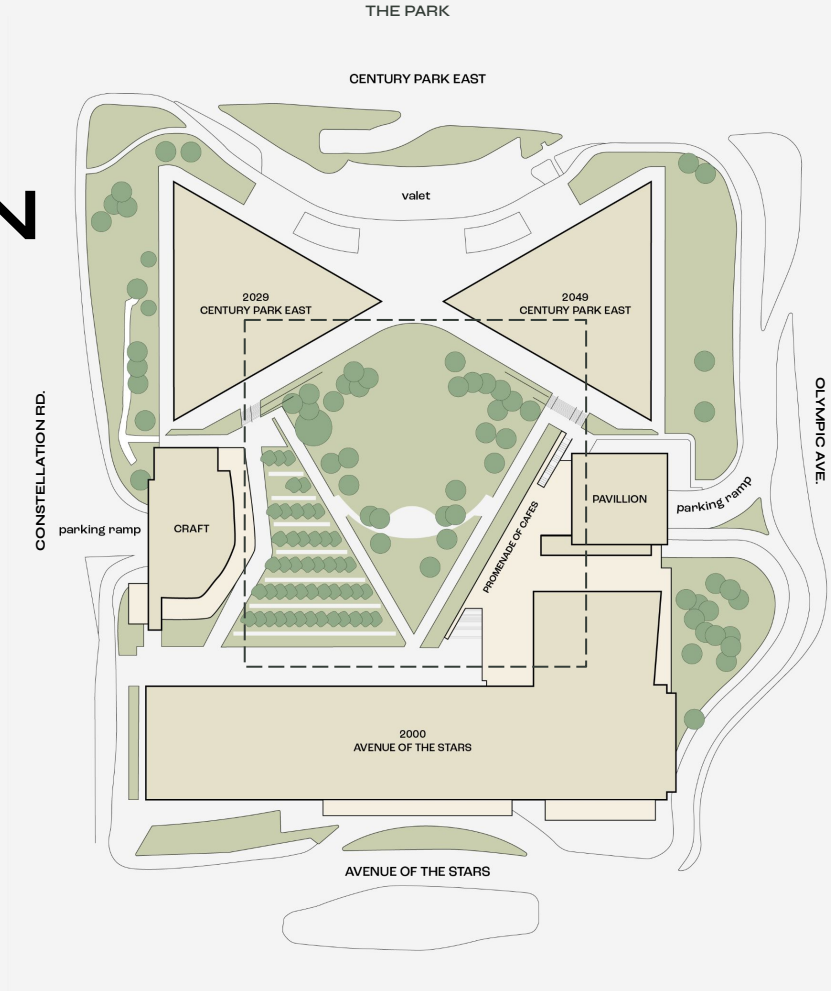 THE PARK
CENTURY PARK EAST
valet
Z
2029
CENTURY PARK EAST
2049
CENTURY PARK EAST
CONSTELLATION RD.
OLYMPIC AVE.
parking ramp
CRAFT
PROMENADE OF CAFES
PAVILLION
parking ramp
2000
AVENUE OF THE STARS
AVENUE OF THE STARS